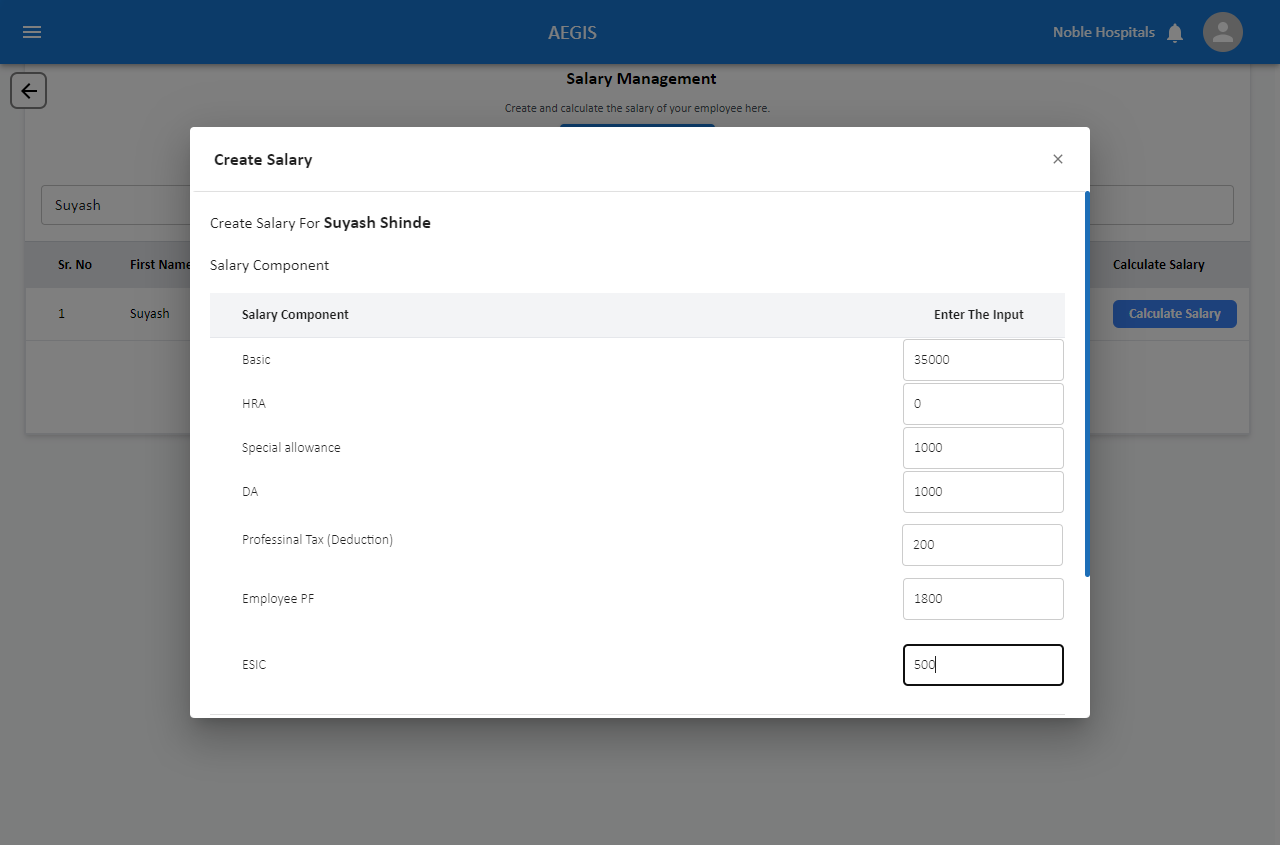 AEGIS
Noble Hospitals
Salary Management
Create and calculate the salary of your employee here.
Create Salary
Suyash
Create Salary For Suyash Shinde
Salary Component
Sr. No First Name Calculate Salary
1 Suyash Calculate Salary
Salary Component Enter The Input
Basic 35000
HRA 0
Special allowance 1000
DA 1000
Professinal Tax (Deduction) 200
Employee PF 1800
ESIC 500